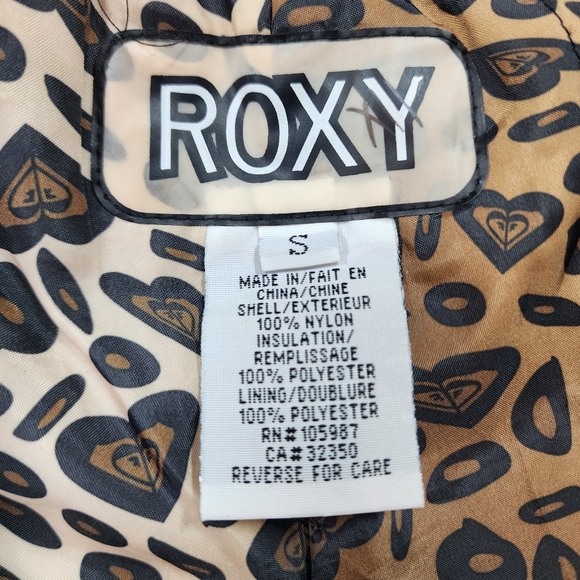 ROXY
S
MADE IN/FAIT EN
CHINA/CHINE
SHELL/EXTERIEUR
100% NYLON
INSULATION/
REMPLISSAGE
100% POLYESTER
LINING/DOUBLURE
100% POLYESTER
RN# 105987
CA# 32350
REVERSE FOR CARE